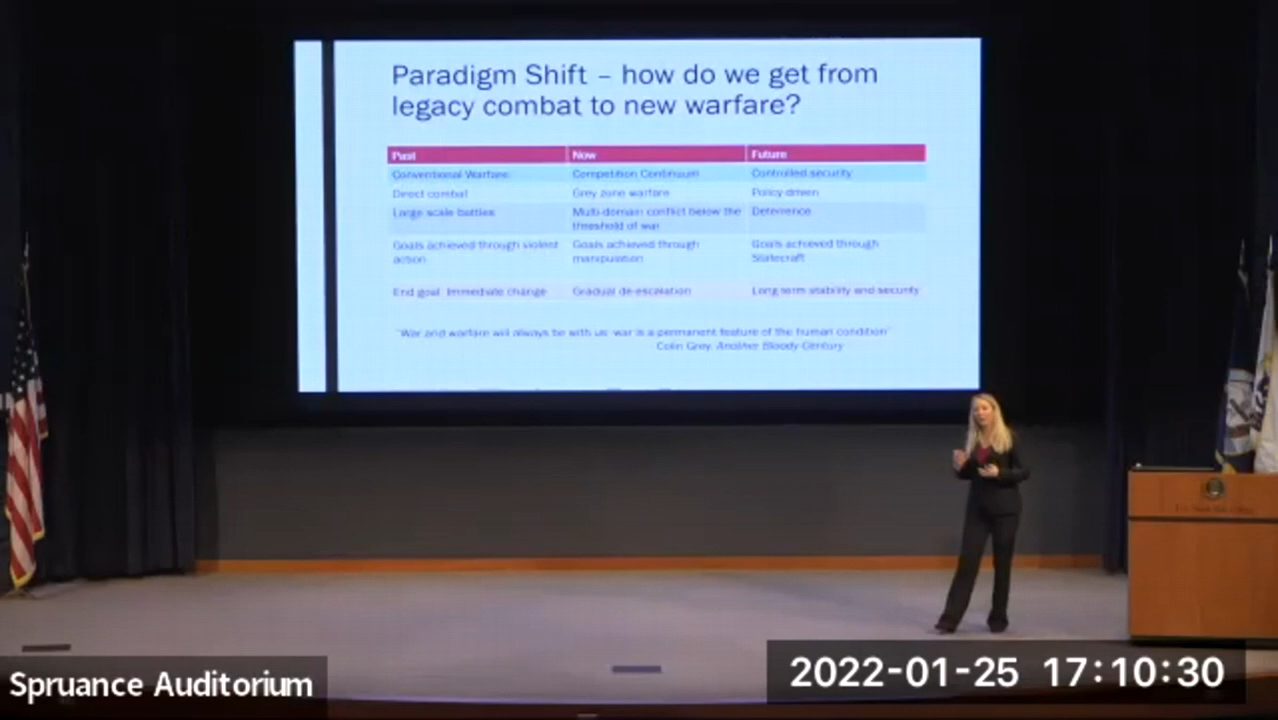 Paradigm Shift – how do we get from
legacy combat to new warfare?
Past Now Future
Conventional Warfare Competition Continuum Controlled security
Direct combat Grey zone warfare Policy driven
Large scale battles Multi-domain conflict below the Deterrence
threshold of war
Goals achieved through violent Goals achieved through Goals achieved through
action manipulation Statecraft
End goal Immediate change Gradual de-escalation Long term stability and security
"War and warfare will always be with us: war is a permanent feature of the human condition"
Colin Grey, Another Bloody Century
Spruance Auditorium
2022-01-25 17:10:30